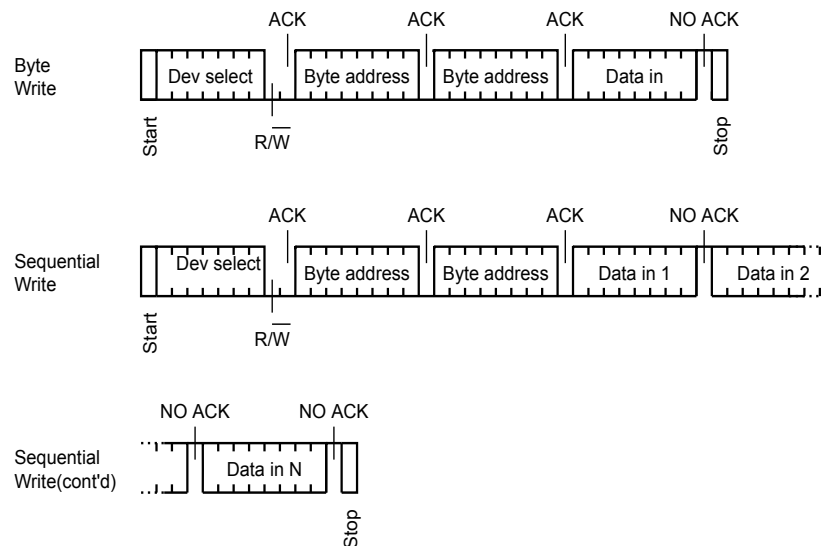 ACK ACK ACK NO ACK
Byte
Write
Dev select Byte address Byte address Data in
Start
R/W
Stop
ACK ACK ACK NO ACK
Sequential
Write
Dev select Byte address Byte address Data in 1 Data in 2
Start
R/W
NO ACK NO ACK
Sequential
Write(cont'd)
Data in N
Stop